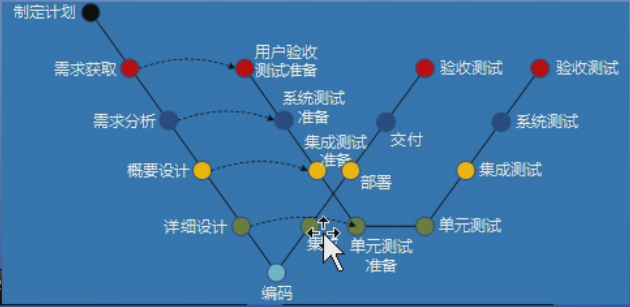 制定计划
需求获取
用户验收
测试准备
验收测试
验收测试
需求分析
系统测试
准备
交付
系统测试
概要设计
集成测试
准备
部署
集成测试
详细设计
单元测试
准备
单元测试
编码